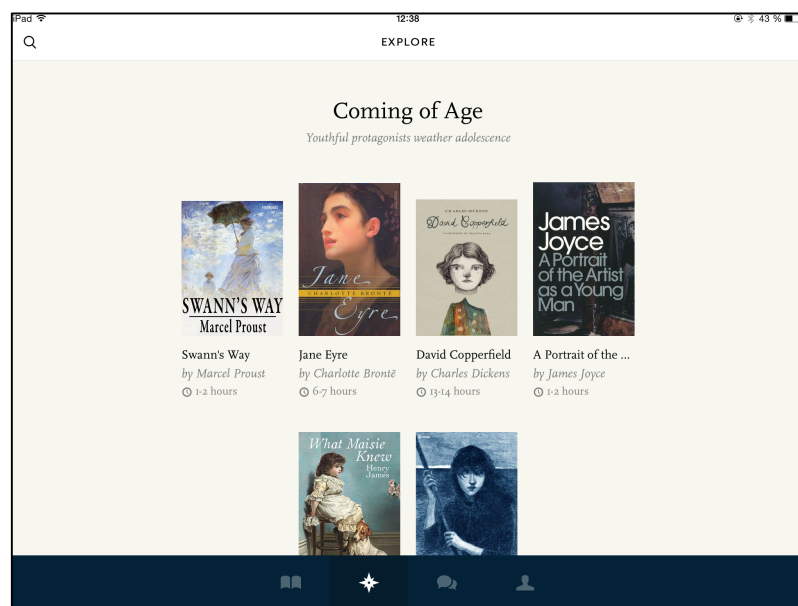 iPad 12:38 43 %
EXPLORE
Coming of Age
Youthful protagonists weather adolescence
CHARLES DICKENS
David Copperfield
James
Joyce
A Portrait
of the Artist
as a Young
Man
Jane
CHARLOTTE BRONTË
Eyre
SWANN'S WAY
Marcel Proust
Swann's Way
by Marcel Proust
1-2 hours
Jane Eyre
by Charlotte Brontë
6-7 hours
David Copperfield
by Charles Dickens
13-14 hours
A Portrait of the ...
by James Joyce
1-2 hours
What Maisie
Knew
Henry
James